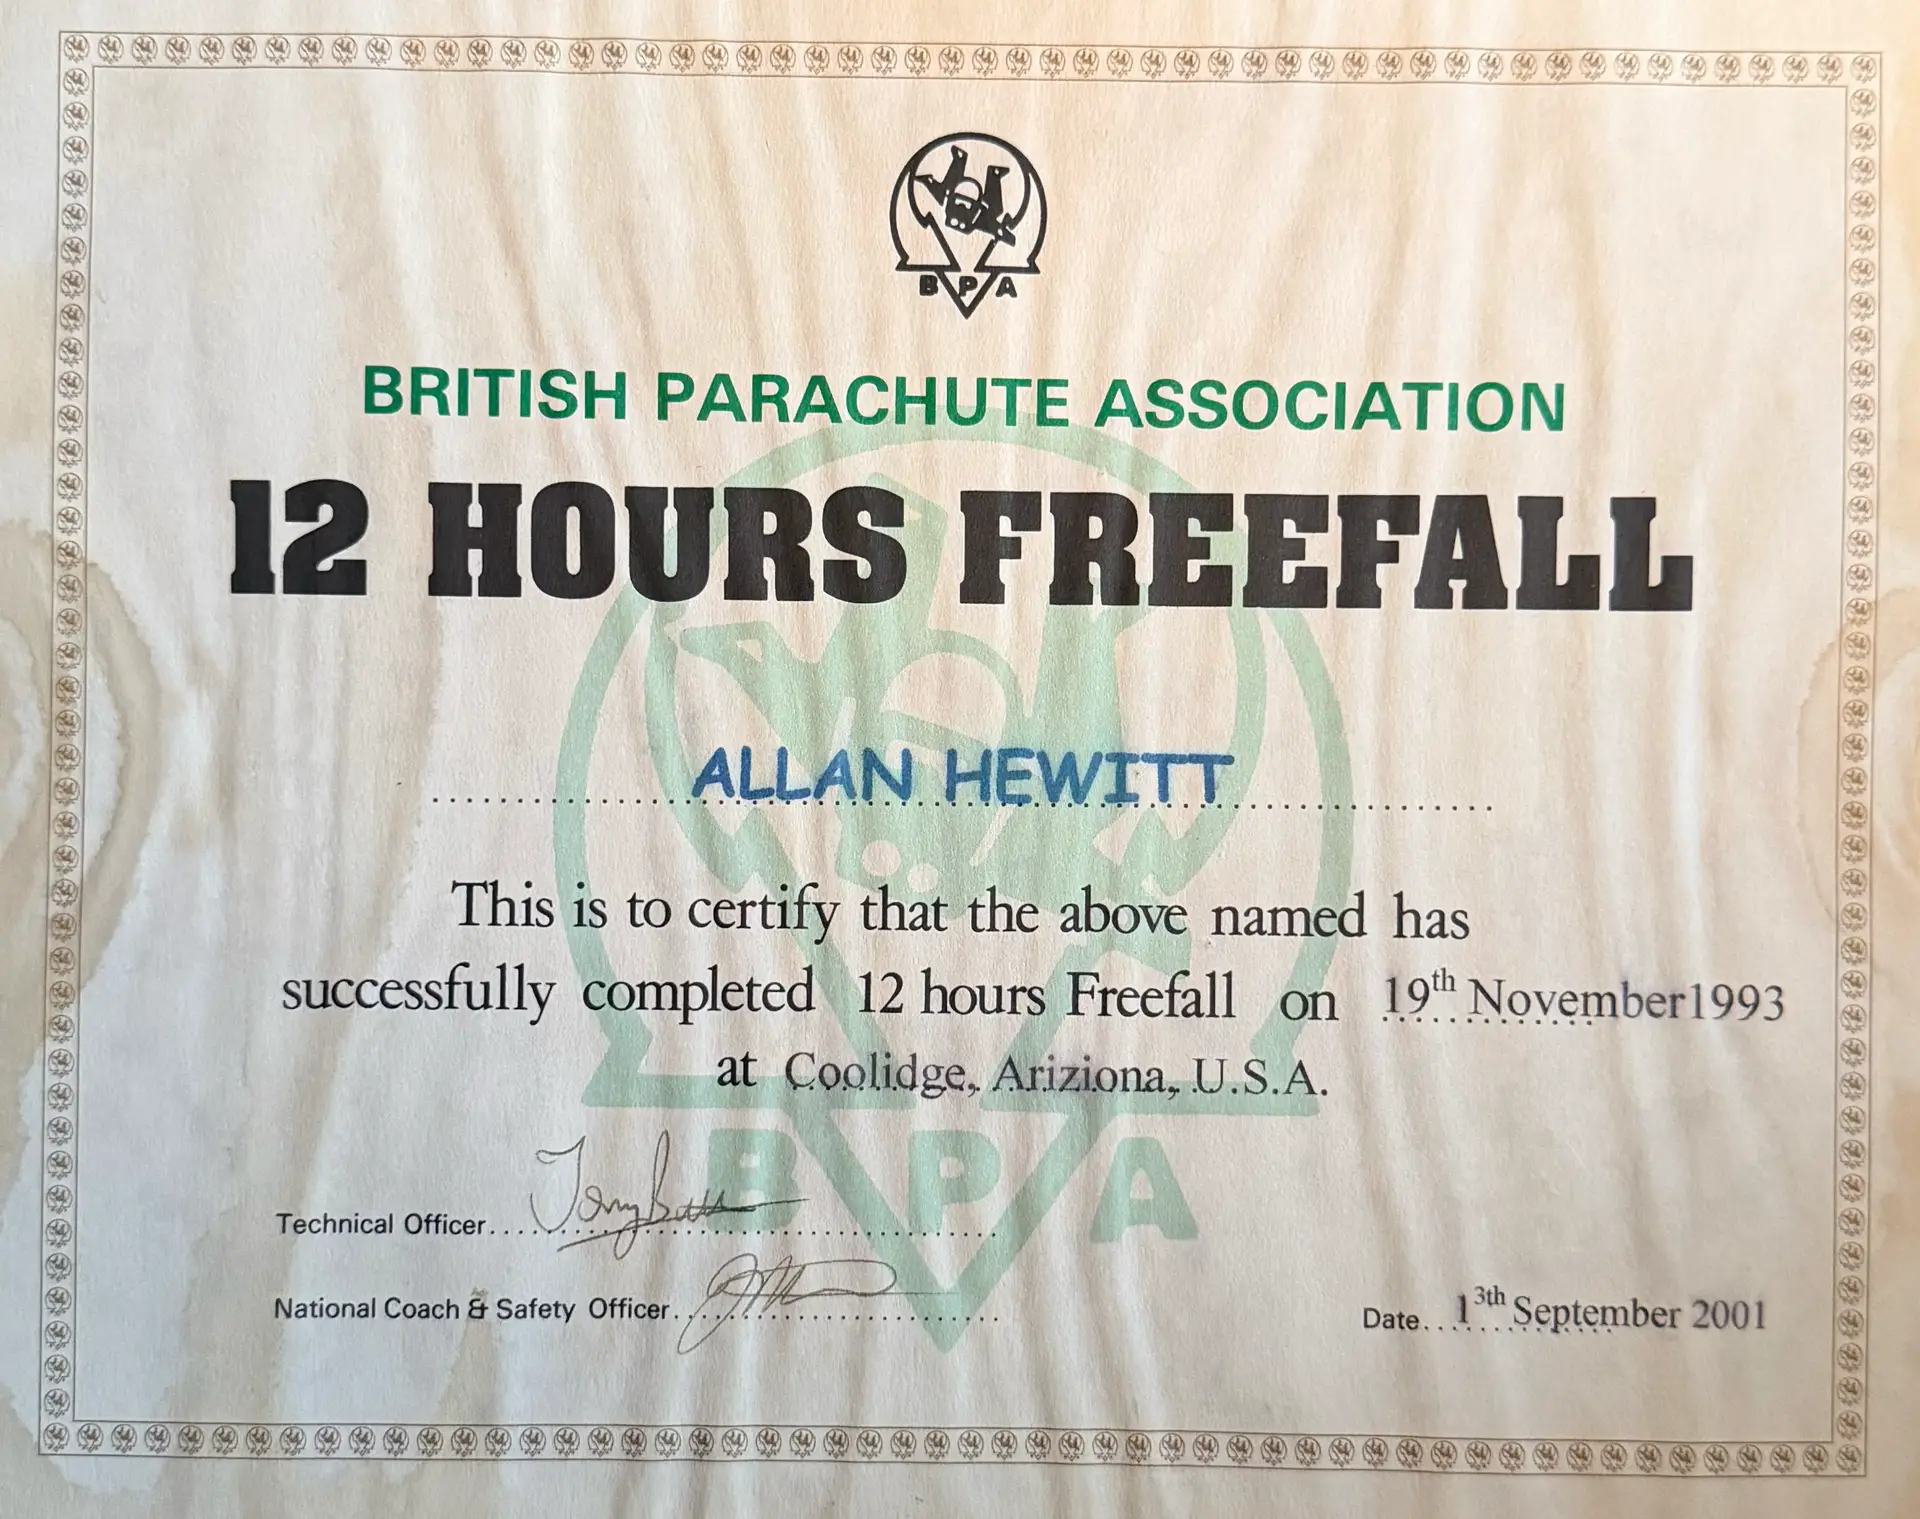 B P A
BRITISH PARACHUTE ASSOCIATION
12 HOURS FREEFALL
ALLAN HEWITT
This is to certify that the above named has
successfully completed 12 hours Freefall on 19th November1993
at Coolidge, Ariziona, U.S.A.
B P A
Technical Officer
National Coach & Safety Officer
Date 13th September 2001